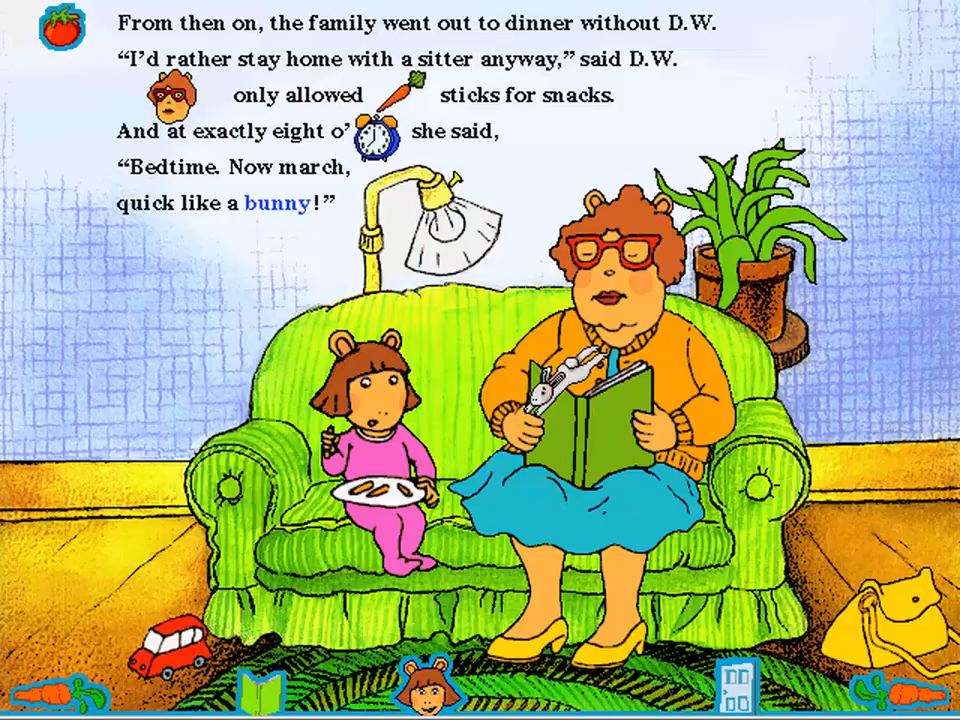 From then on, the family went out to dinner without D.W.
“I’d rather stay home with a sitter anyway,” said D.W.
only allowed sticks for snacks.
And at exactly eight o’ she said,
“Bedtime. Now march,
quick like a bunny!”